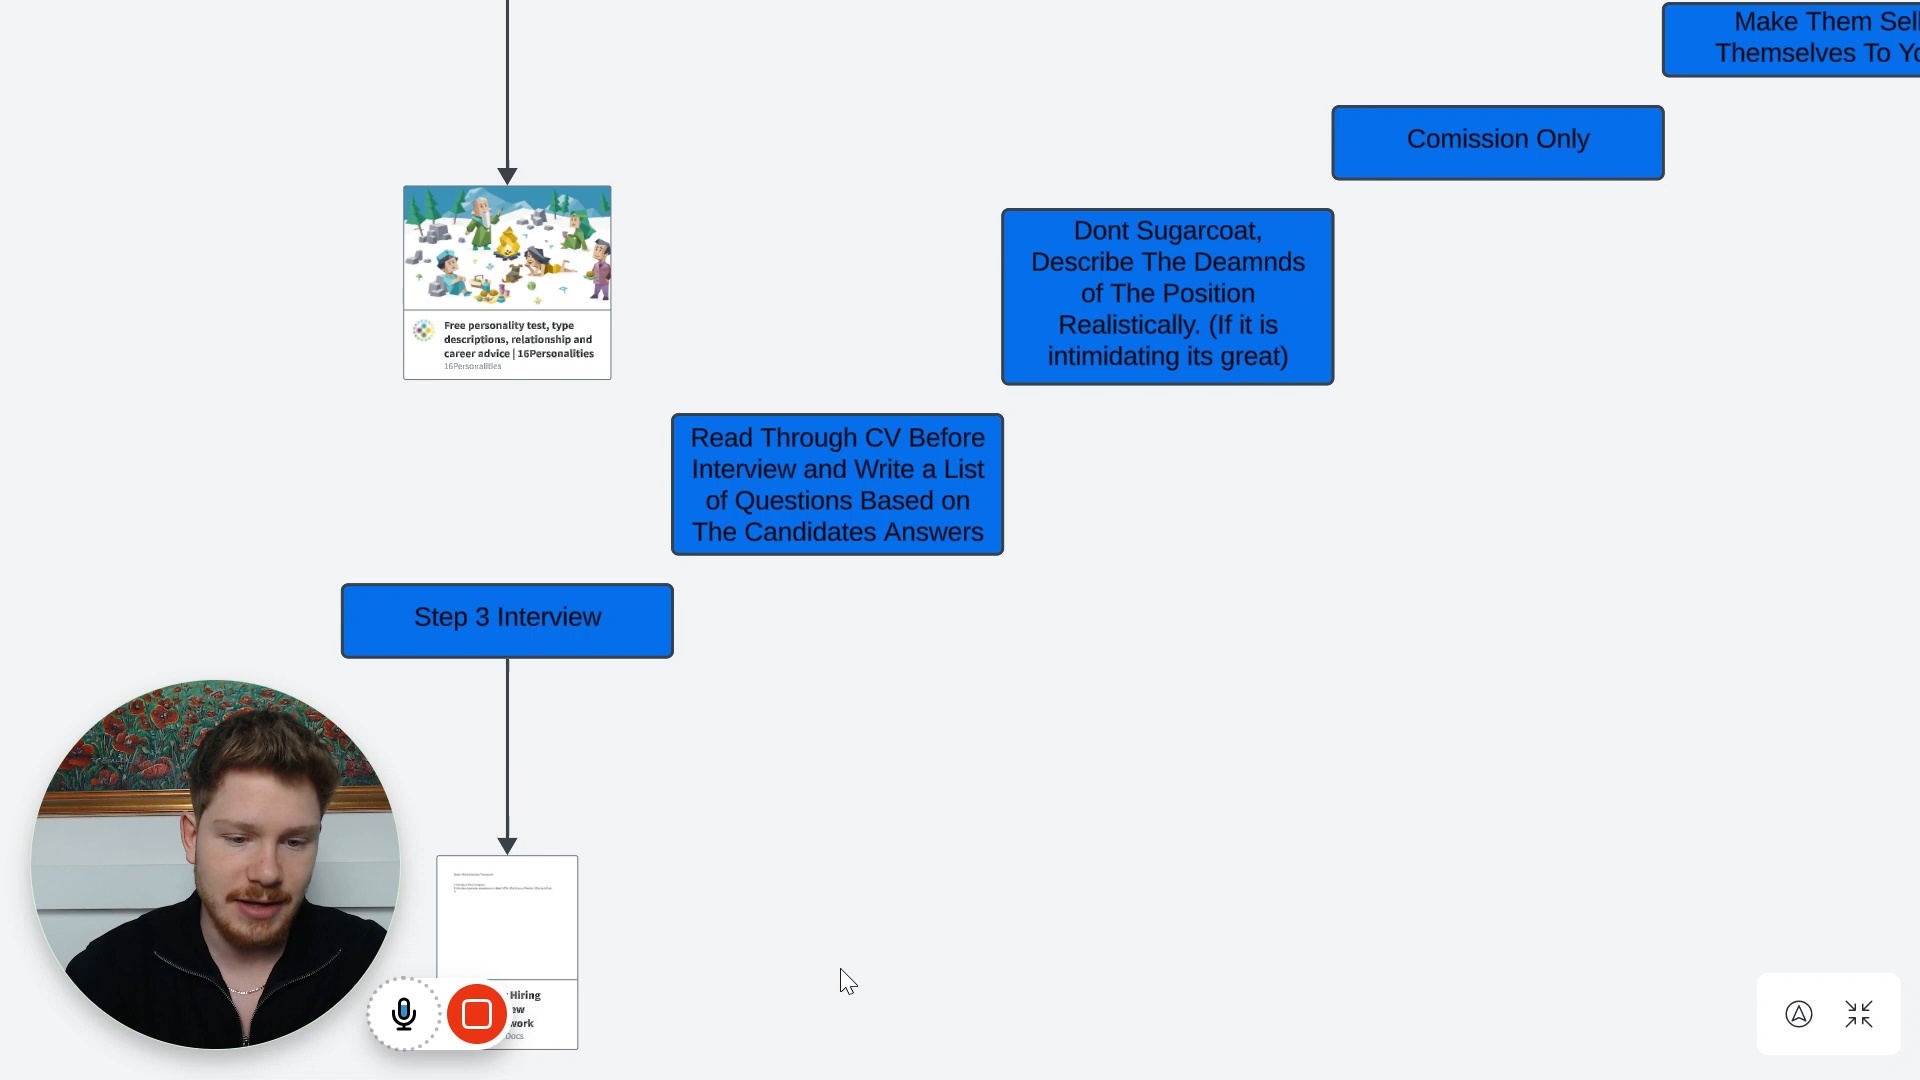 Make Them Sell
Themselves To Yo
Comission Only
Dont Sugarcoat,
Describe The Deamnds
of The Position
Realistically. (If it is
intimidating its great)
Free personality test, type
descriptions, relationship and
career advice | 16Personalities
16Personalities
Read Through CV Before
Interview and Write a List
of Questions Based on
The Candidates Answers
Step 3 Interview
Hiring
ew
work
Docs